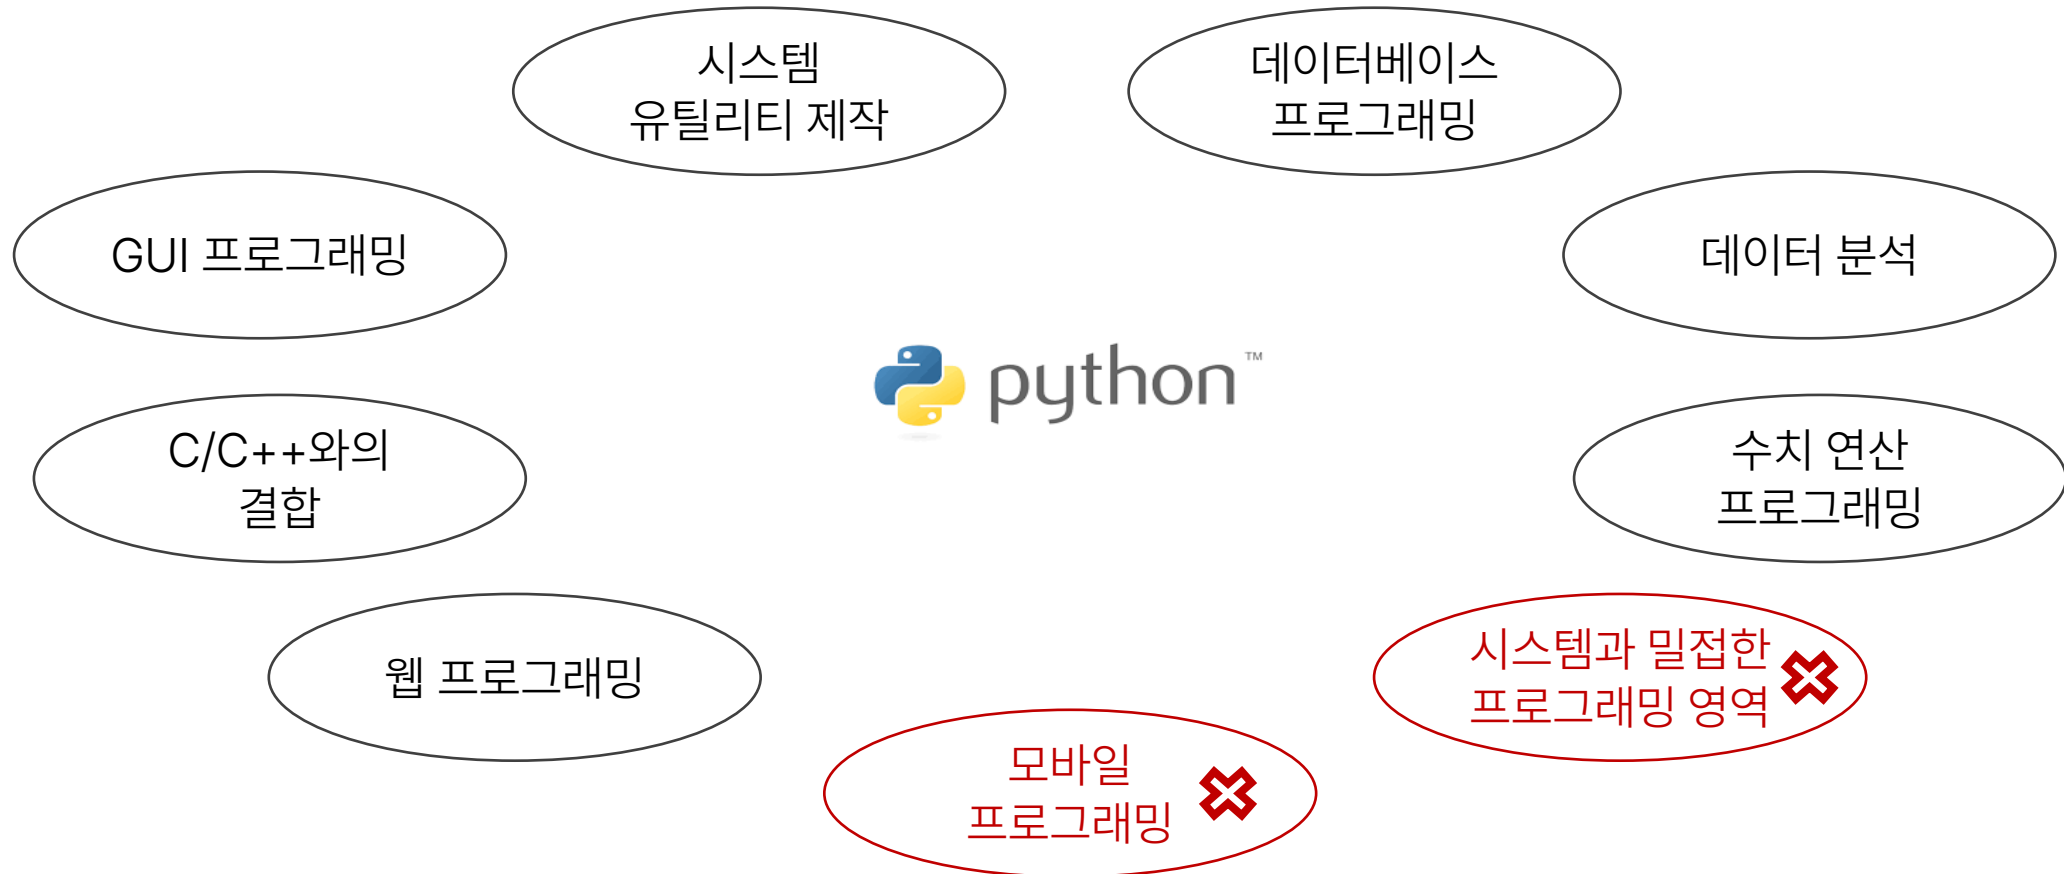 시스템
유틸리티 제작
데이터베이스
프로그래밍
GUI 프로그래밍
데이터 분석
python™
C/C++와의
결합
수치 연산
프로그래밍
웹 프로그래밍
시스템과 밀접한
프로그래밍 영역
모바일
프로그래밍